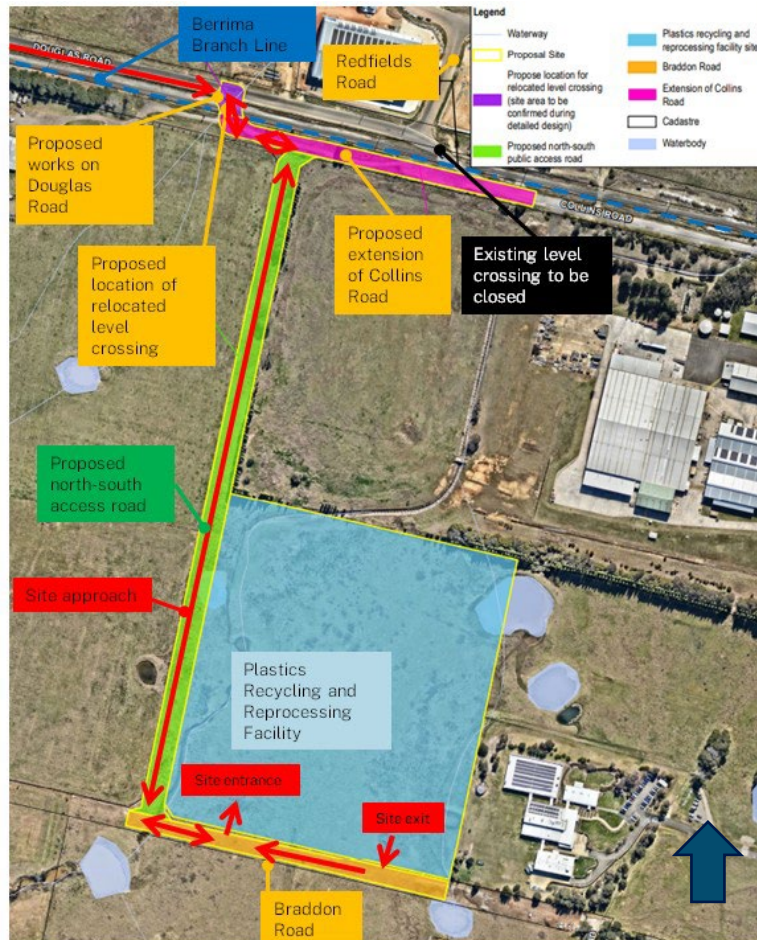 Legend
Waterway
Proposal Site
Propose location for
relocated level crossing
(site area to be
confirmed during
detailed design)
Proposed north-south
public access road
Plastics recycling and
reprocessing facility site
Braddon Road
Extension of Collins
Road
Cadastre
Waterbody
DOUGLAS ROAD
Berrima
Branch Line
Redfields
Road
Proposed
works on
Douglas
Road
Proposed
location of
relocated
level
crossing
Proposed
extension of
Collins
Road
COLLINS ROAD
Existing level
crossing to be
closed
Proposed
north-south
access road
Site approach
Plastics
Recycling and
Reprocessing
Facility
Site entrance
Site exit
Braddon
Road